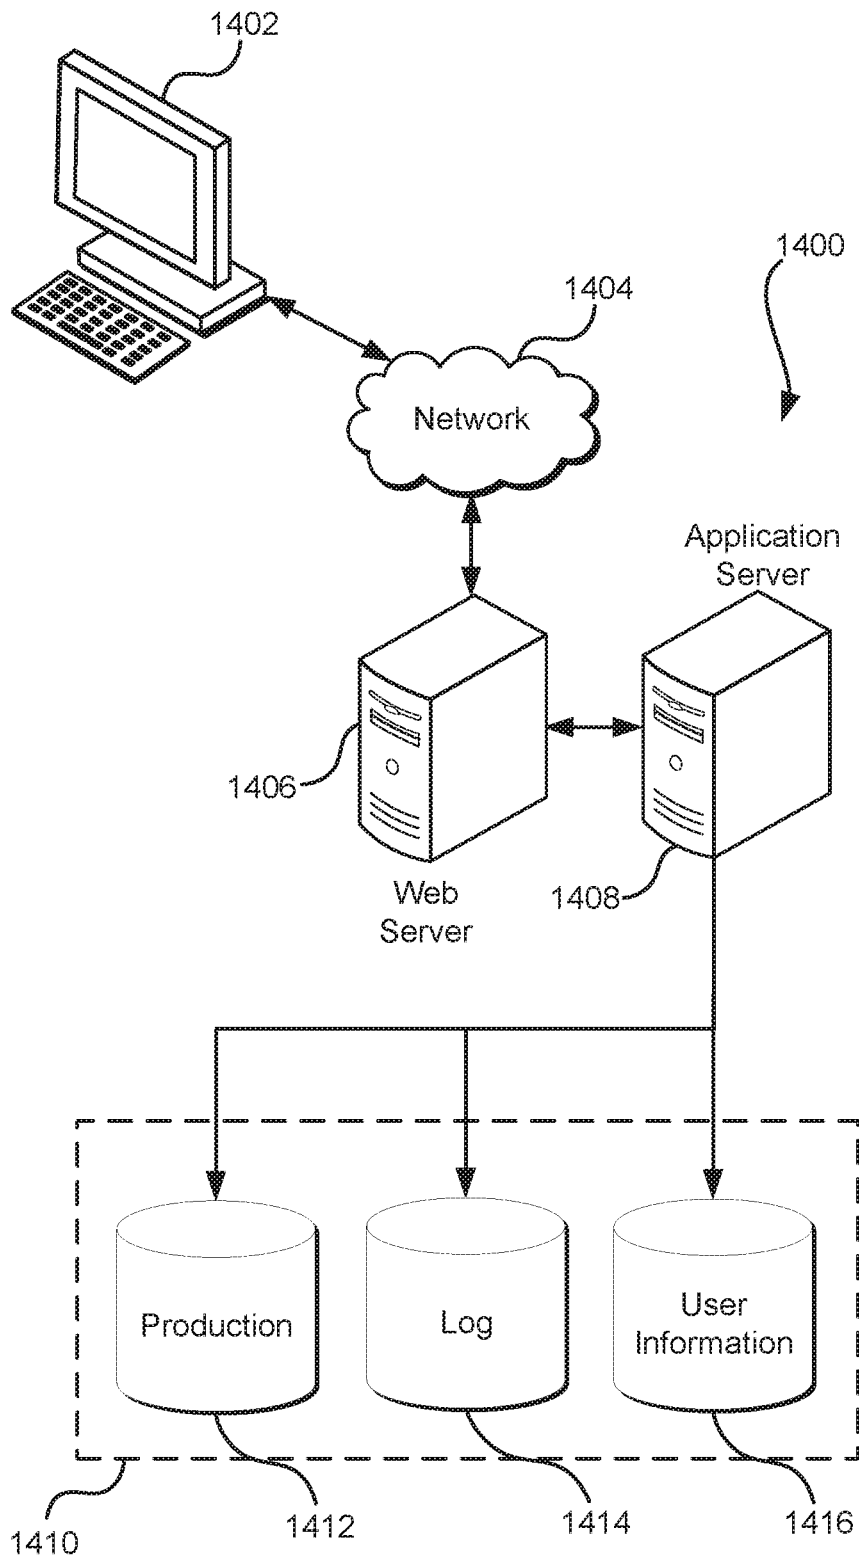 1402
1400
1404
Network
Application
Server
1406
1408
Web
Server
Production
Log
User
Information
1410
1412
1414
1416